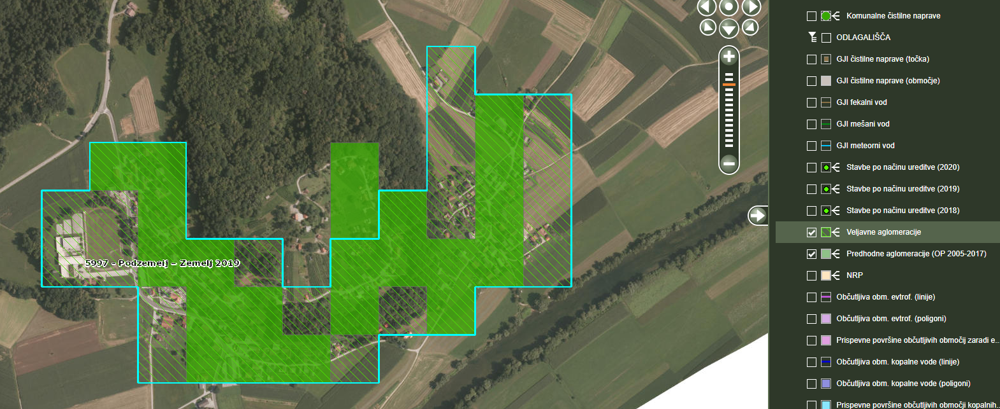 Komunalne čistilne naprave
ODLAGALIŠČA
GJI čistilne naprave (točka)
GJI čistilne naprave (območje)
GJI fekalni vod
GJI mešani vod
GJI meteorni vod
Stavbe po načinu ureditve (2020)
Stavbe po načinu ureditve (2019)
Stavbe po načinu ureditve (2018)
Veljavne aglomeracije
Predhodne aglomeracije (OP 2005-2017)
NRP
Občutljiva obm. evtrof. (linije)
Občutljiva obm. evtrof. (poligoni)
Prispevne površine občutljivih območij zaradi e...
Občutljiva obm. kopalne vode (linije)
Občutljiva obm. kopalne vode (poligoni)
Prispevne površine občutljivih območji kopalnih...
5997 - Podzemelj – Zemelj 2019